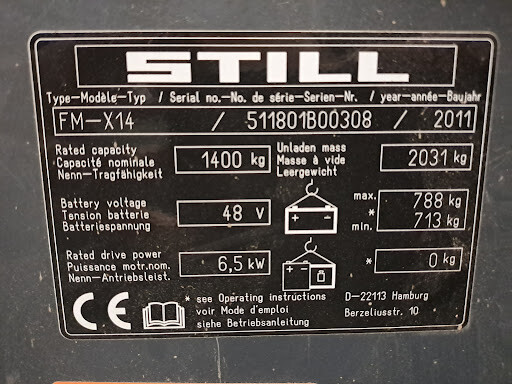 STILL
Type-Modèle-Typ / Serial no.-No. de série-Serien-Nr. / year-année-Baujahr
FM-X14 / 511801B00308 / 2011
Rated capacity
Capacité nominale
Nenn-Tragfähigkeit
1400 kg
Unladen mass
Masse à vide
Leergewicht
2031 kg
Battery voltage
Tension batterie
Batteriespannung
48 V
max. 788 kg
*
min. 713 kg
Rated drive power
Puissance motr.nom.
Nenn-Antriebsleist.
6,5 kW
* 0 kg
CE
* see Operating instructions
voir Mode d'emploi
siehe Betriebsanleitung
D-22113 Hamburg
Berzeliusstr. 10